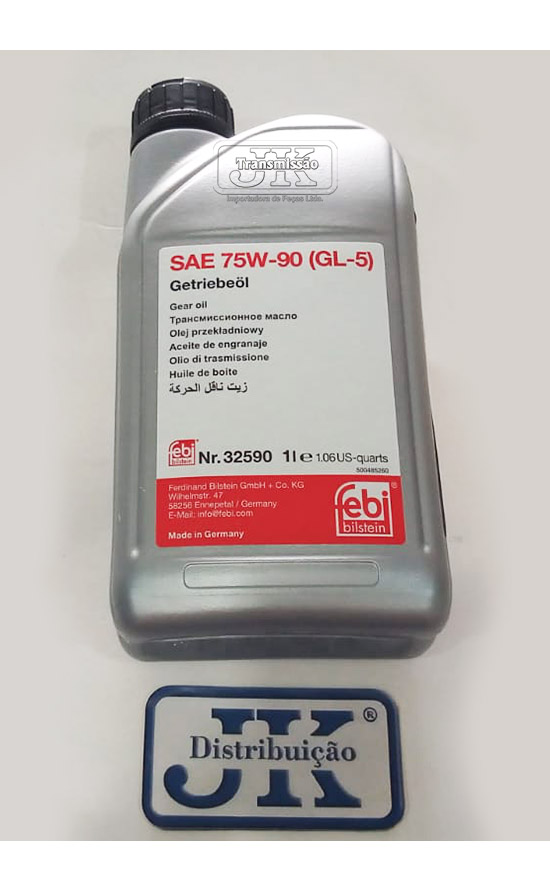 JK
Transmissão
Importadora de Peças Ltda.
SAE 75W-90 (GL-5)
Getriebeöl
Gear oil
Трансмиссионное масло
Olej przekładniowy
Aceite de engranaje
Olio di trasmissione
Huile de boite
زيت ناقل الحركة
febi
bilstein
Nr. 32590 1l e 1.06 US-quarts
500485260
Ferdinand Bilstein GmbH + Co. KG
Wilhelmstr. 47
58256 Ennepetal / Germany
E-Mail: info@febi.com
Made in Germany
febi®
bilstein
JK®
Distribuição